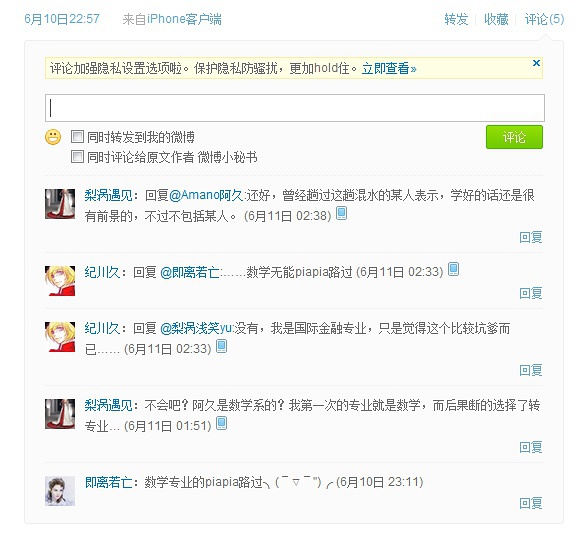 6月10日22:57 来自iPhone客户端 转发 收藏 评论(5)
评论加强隐私设置选项啦。保护隐私防骚扰，更加hold住。立即查看»
同时转发到我的微博 评论
同时评论给原文作者 微博小秘书
梨涡遇见：回复@Amano阿久:还好，曾经趟过这趟混水的某人表示，学好的话还是很
有前景的，不过不包括某人。 (6月11日 02:38)
回复
纪川久：回复 @即离若亡:……数学无能piapia路过 (6月11日 02:33)
回复
纪川久：回复 @梨涡浅笑yu:没有，我是国际金融专业，只是觉得这个比较坑爹而
已…… (6月11日 02:33)
回复
梨涡遇见：不会吧？阿久是数学系的？我第一次的专业就是数学，而后果断的选择了转
专业... (6月11日 01:51)
回复
即离若亡：数学专业的piapia路过╮(￣▽￣")╭ (6月10日 23:11)
回复